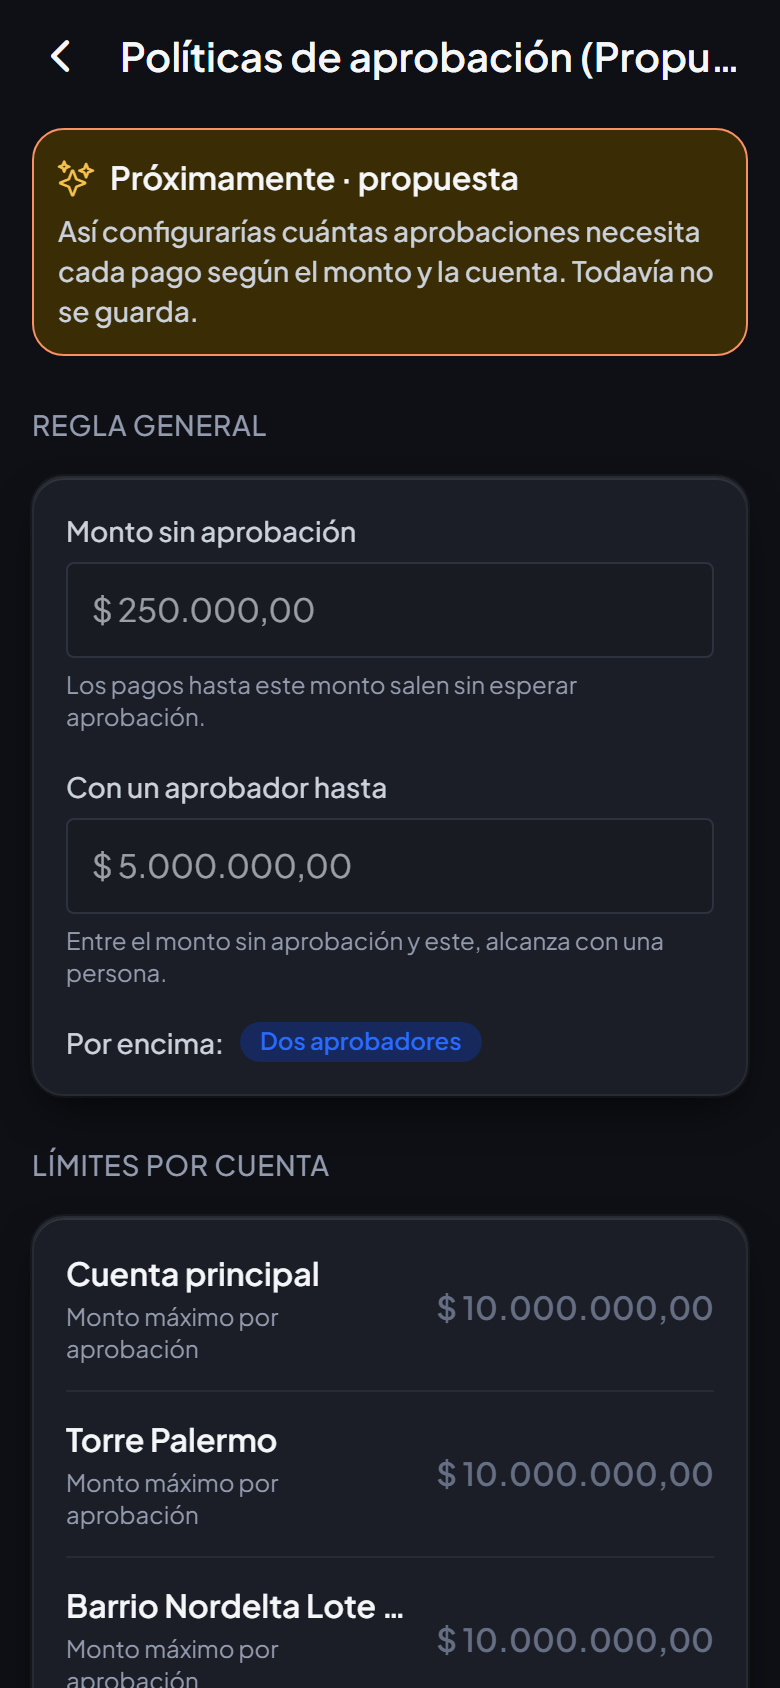 Políticas de aprobación (Propu...
Próximamente · propuesta
Así configurarías cuántas aprobaciones necesita
cada pago según el monto y la cuenta. Todavía no
se guarda.
REGLA GENERAL
Monto sin aprobación
$ 250.000,00
Los pagos hasta este monto salen sin esperar
aprobación.
Con un aprobador hasta
$ 5.000.000,00
Entre el monto sin aprobación y este, alcanza con una
persona.
Por encima: Dos aprobadores
LÍMITES POR CUENTA
Cuenta principal
Monto máximo por
aprobación
$ 10.000.000,00
Torre Palermo
Monto máximo por
aprobación
$ 10.000.000,00
Barrio Nordelta Lote ...
Monto máximo por
aprobación
$ 10.000.000,00